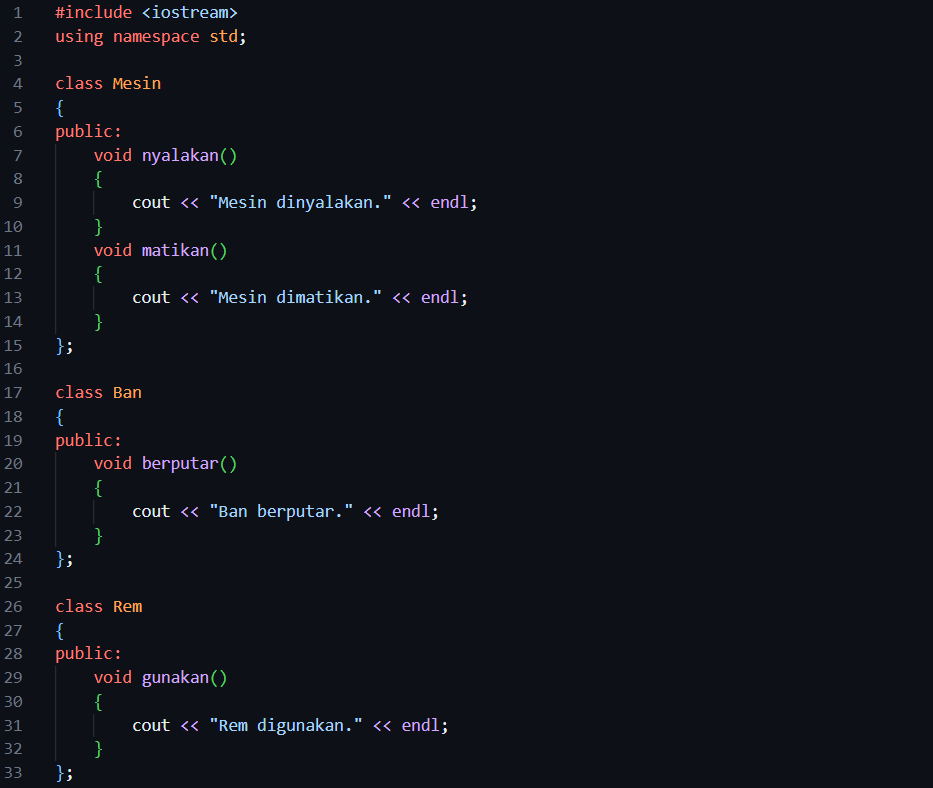 1 #include <iostream>
2 using namespace std;
3
4 class Mesin
5 {
6 public:
7     void nyalakan()
8     {
9         cout << "Mesin dinyalakan." << endl;
10     }
11     void matikan()
12     {
13         cout << "Mesin dimatikan." << endl;
14     }
15 };
16
17 class Ban
18 {
19 public:
20     void berputar()
21     {
22         cout << "Ban berputar." << endl;
23     }
24 };
25
26 class Rem
27 {
28 public:
29     void gunakan()
30     {
31         cout << "Rem digunakan." << endl;
32     }
33 };